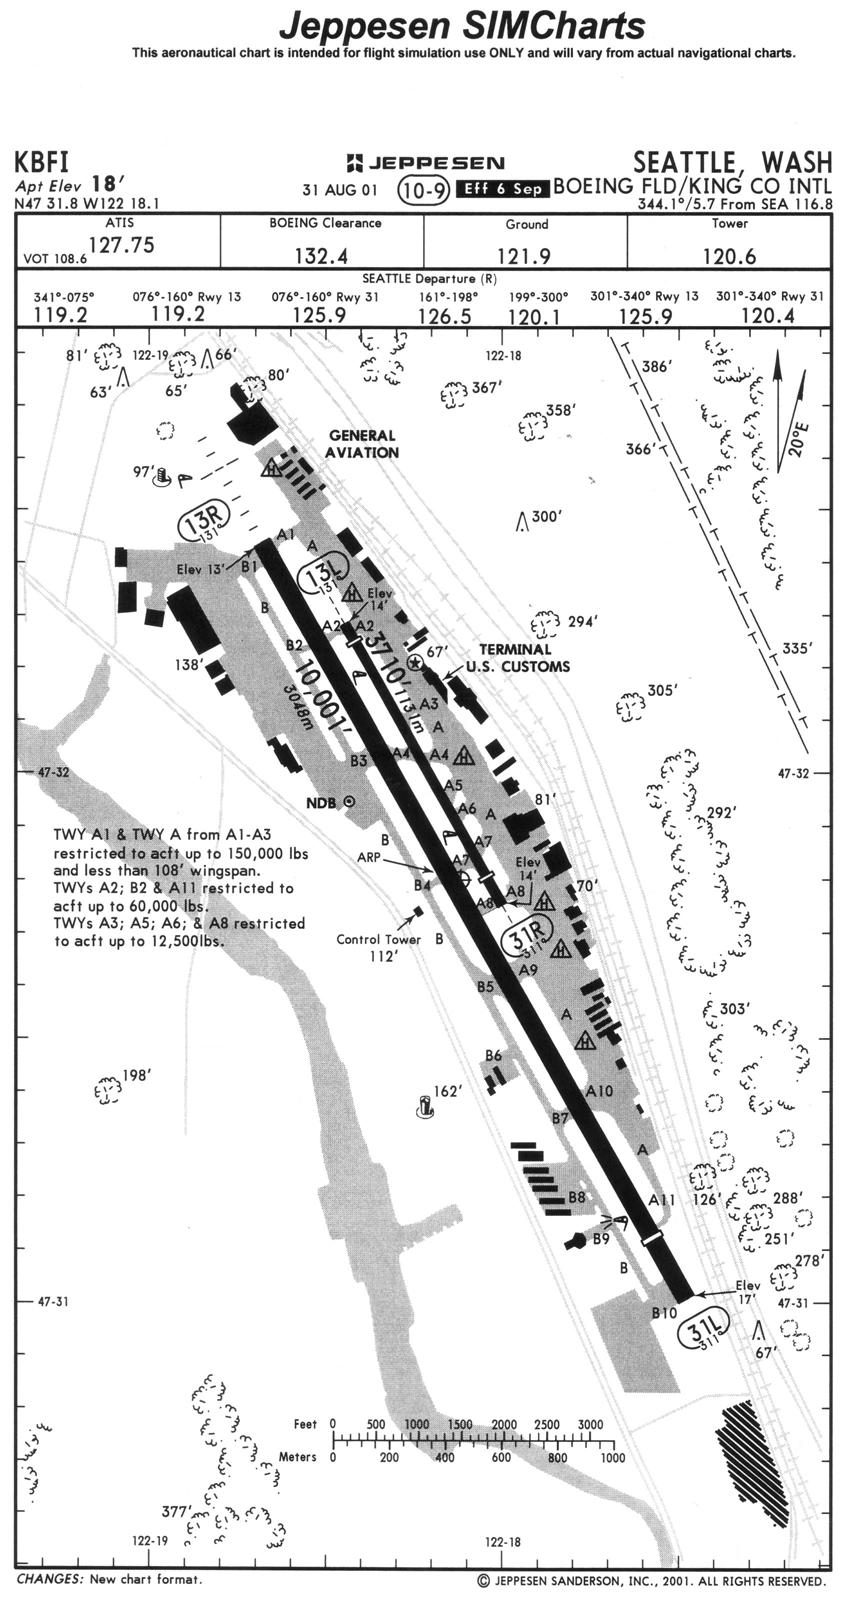 Jeppesen SIMCharts
This aeronautical chart is intended for flight simulation use ONLY and will vary from actual navigational charts.
KBFI JEPPESEN SEATTLE, WASH
Apt Elev 18' 31 AUG 01 10-9 Eff 6 Sep BOEING FLD/KING CO INTL
N47 31.8 W122 18.1 344.1°/5.7 From SEA 116.8
ATIS BOEING Clearance Ground Tower
VOT 108.6 127.75 132.4 121.9 120.6
SEATTLE Departure (R)
341°-075° 076°-160° Rwy 13 076°-160° Rwy 31 161°-198° 199°-300° 301°-340° Rwy 13 301°-340° Rwy 31
119.2 119.2 125.9 126.5 120.1 125.9 120.4
81' 122-19 66' 122-18
63' 65' 80' 367' 386'
358'
GENERAL
AVIATION
366' 20°E
97' H
13R
131°
300'
A1
A
Elev 13' B1
13L
131°
H
Elev
14'
B
A2 A2
294'
B2
67'
TERMINAL
U.S. CUSTOMS
335'
138'
10,001'
3048m
3710'
1131m
305'
A3
A
B3 A4 A4 H
47-32 47-32
A5
NDB
A6
81'
292'
A
TWY A1 & TWY A from A1-A3
restricted to acft up to 150,000 lbs
and less than 108' wingspan.
TWYs A2; B2 & A11 restricted to
acft up to 60,000 lbs.
TWYs A3; A5; A6; & A8 restricted
to acft up to 12,500lbs.
B
A7
ARP
A7
Elev
14'
B4
A8 A8
70'
H
Control Tower
112'
B
31R
311°
H
A9
B5
A
303'
H
B6
198'
162'
A10
B7
A
B8
A11
126' 288'
B9
251'
B
278'
47-31
Elev
17'
47-31
B10
31L
311°
67'
Feet 0 500 1000 1500 2000 2500 3000
Meters 0 200 400 600 800 1000
377'
122-19 122-18
CHANGES: New chart format. © JEPPESEN SANDERSON, INC., 2001. ALL RIGHTS RESERVED.